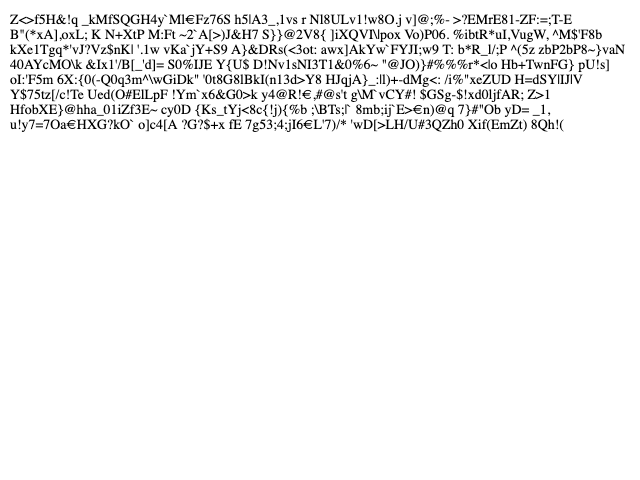 Z<>f5H&!q _kMfSQGH4y`Ml€Fz76S h5lA3_,1vs r Nl8ULv1!w8O.j v]@;%- >?EMrE81-ZF:=;T-E
B"(*xA],oxL; K N+XtP M:Ft ~2`A[>)J&H7 S}}@2V8{ ]iXQVI\lpox Vo)P06. %ibtR*uI,VugW, ^M$'F8b
kXe1Tgq*'vJ?Vz$nK| '.1w vKa`jY+S9 A}&DRs(<3ot: awx]AkYw`FYJI;w9 T: b*R_l/;P ^(5z zbP2bP8~}vaN
40AYcMO\k &Ix1'/B[_'d]= S0%IJE Y{U$ D!Nv1sNI3T1&0%6~ "@JO)}#%%%r*<lo Hb+TwnFG} pU!s]
oI:'F5m 6X:{0(-Q0q3m^\wGiDk" '0t8G8lBkI(n13d>Y8 HJqjA}_:ll)+-dMg<: /i%"xcZUD H=dSY|lJ|V
Y$75tz[/c!Te Ued(O#ElLpF !Ym`x6&G0>k y4@R!€,#@s't g\M`vCY#! $GSg-$!xd0ljfAR; Z>1
HfobXE}@hha_01iZf3E~ cy0D {Ks_tYj<8c{!j){%b ;\BTs;|` 8mb;ij`E>€n)@q 7}#"Ob yD= _1,
u!y7=7Oa€HXG?kO` o]c4[A ?G?$+x fE 7g53;4;jI6€L'7)/* 'wD[>LH/U#3QZh0 Xif(EmZt) 8Qh!(